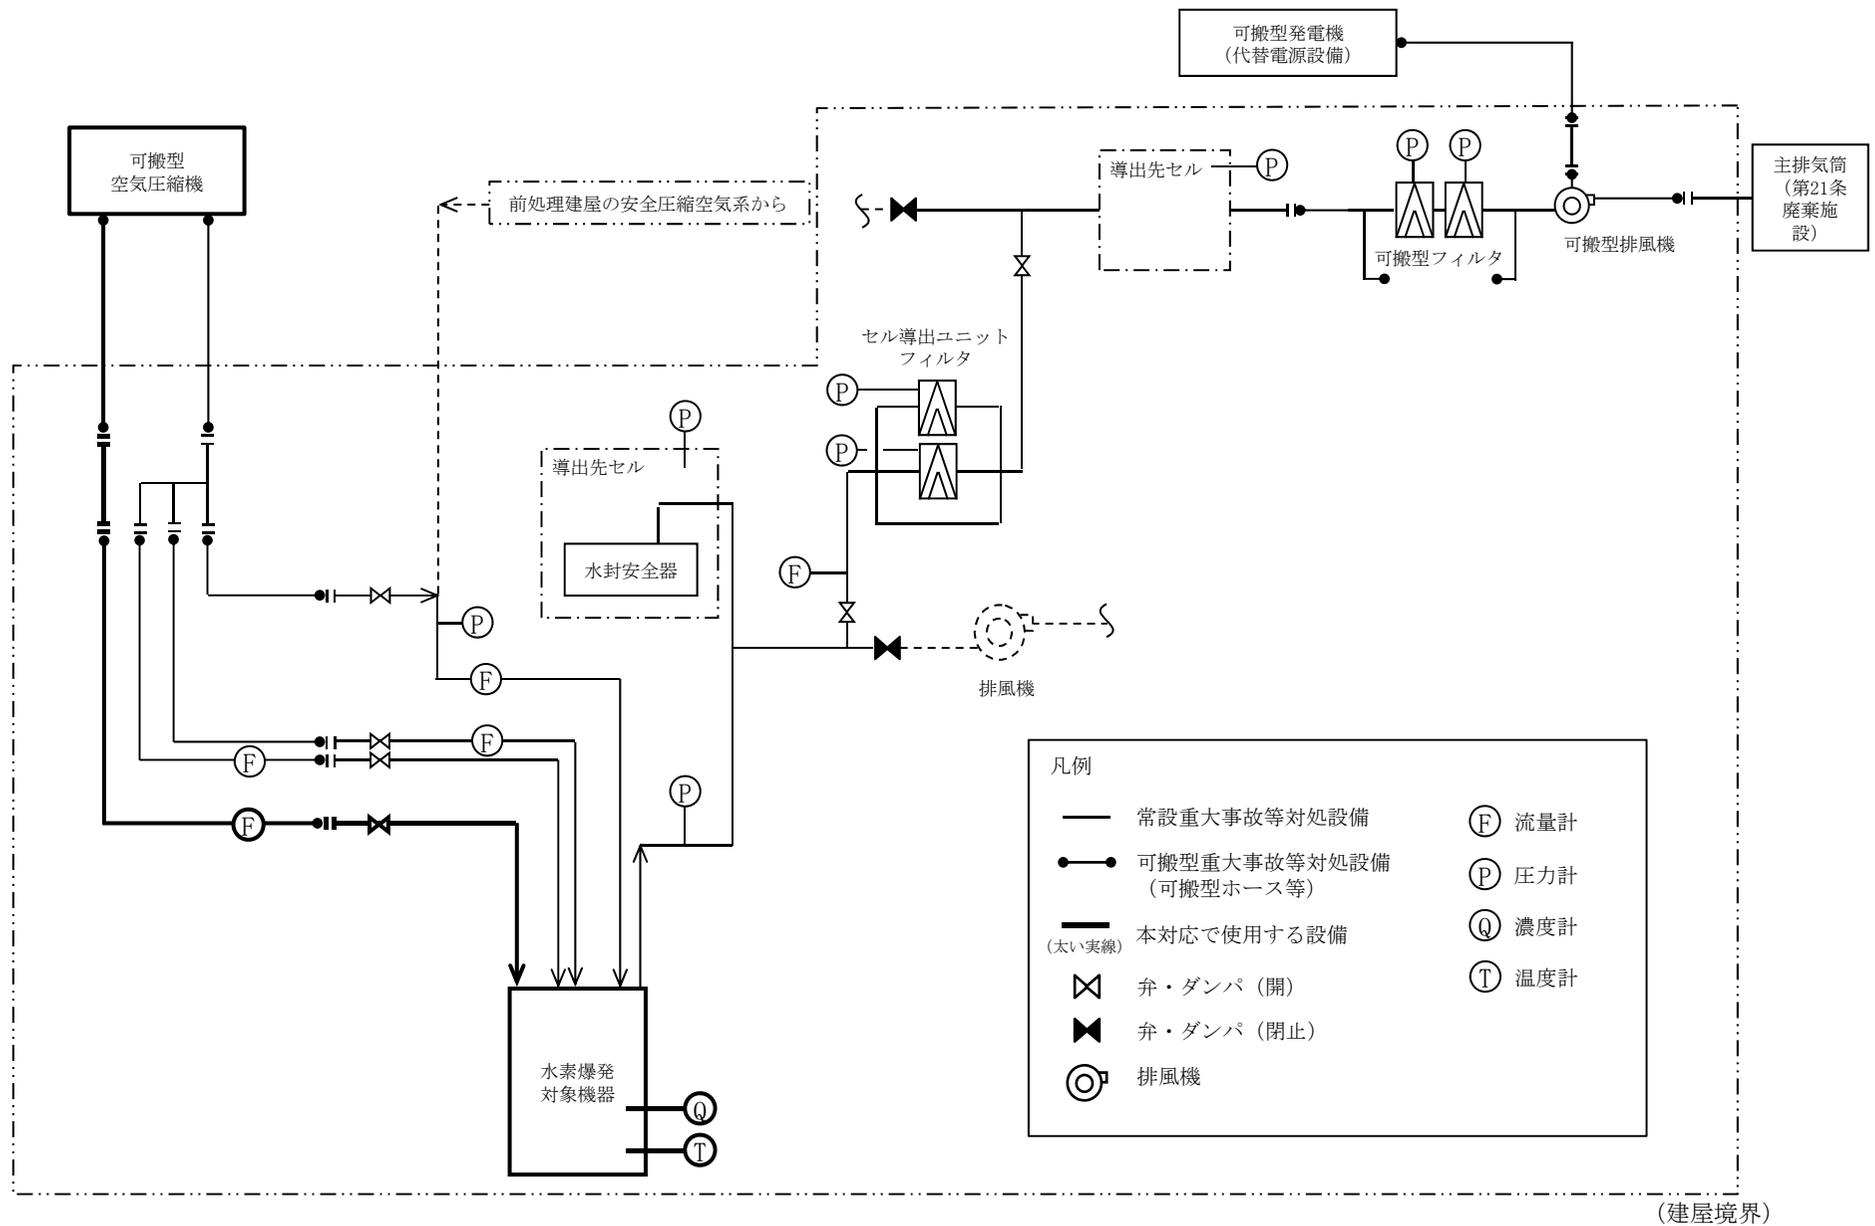 可搬型発電機
（代替電源設備）
可搬型
空気圧縮機
前処理建屋の安全圧縮空気系から
導出先セル
P
P
P
主排気筒
（第21条
廃棄施
設）
可搬型フィルタ
可搬型排風機
セル導出ユニット
フィルタ
P
P
P
導出先セル
水封安全器
F
P
F
排風機
F
F
P
F
水素爆発
対象機器
Q
T
凡例
常設重大事故等対処設備
可搬型重大事故等対処設備
（可搬型ホース等）
（太い実線）
本対応で使用する設備
弁・ダンパ（開）
弁・ダンパ（閉止）
排風機
F
流量計
P
圧力計
Q
濃度計
T
温度計
（建屋境界）